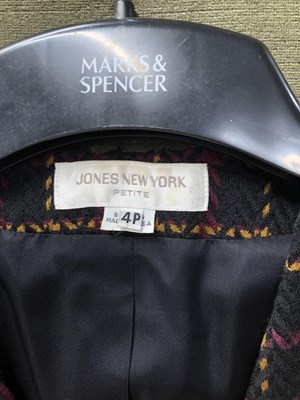 MARKS &
SPENCER
JONES NEW YORK
PETITE
4P